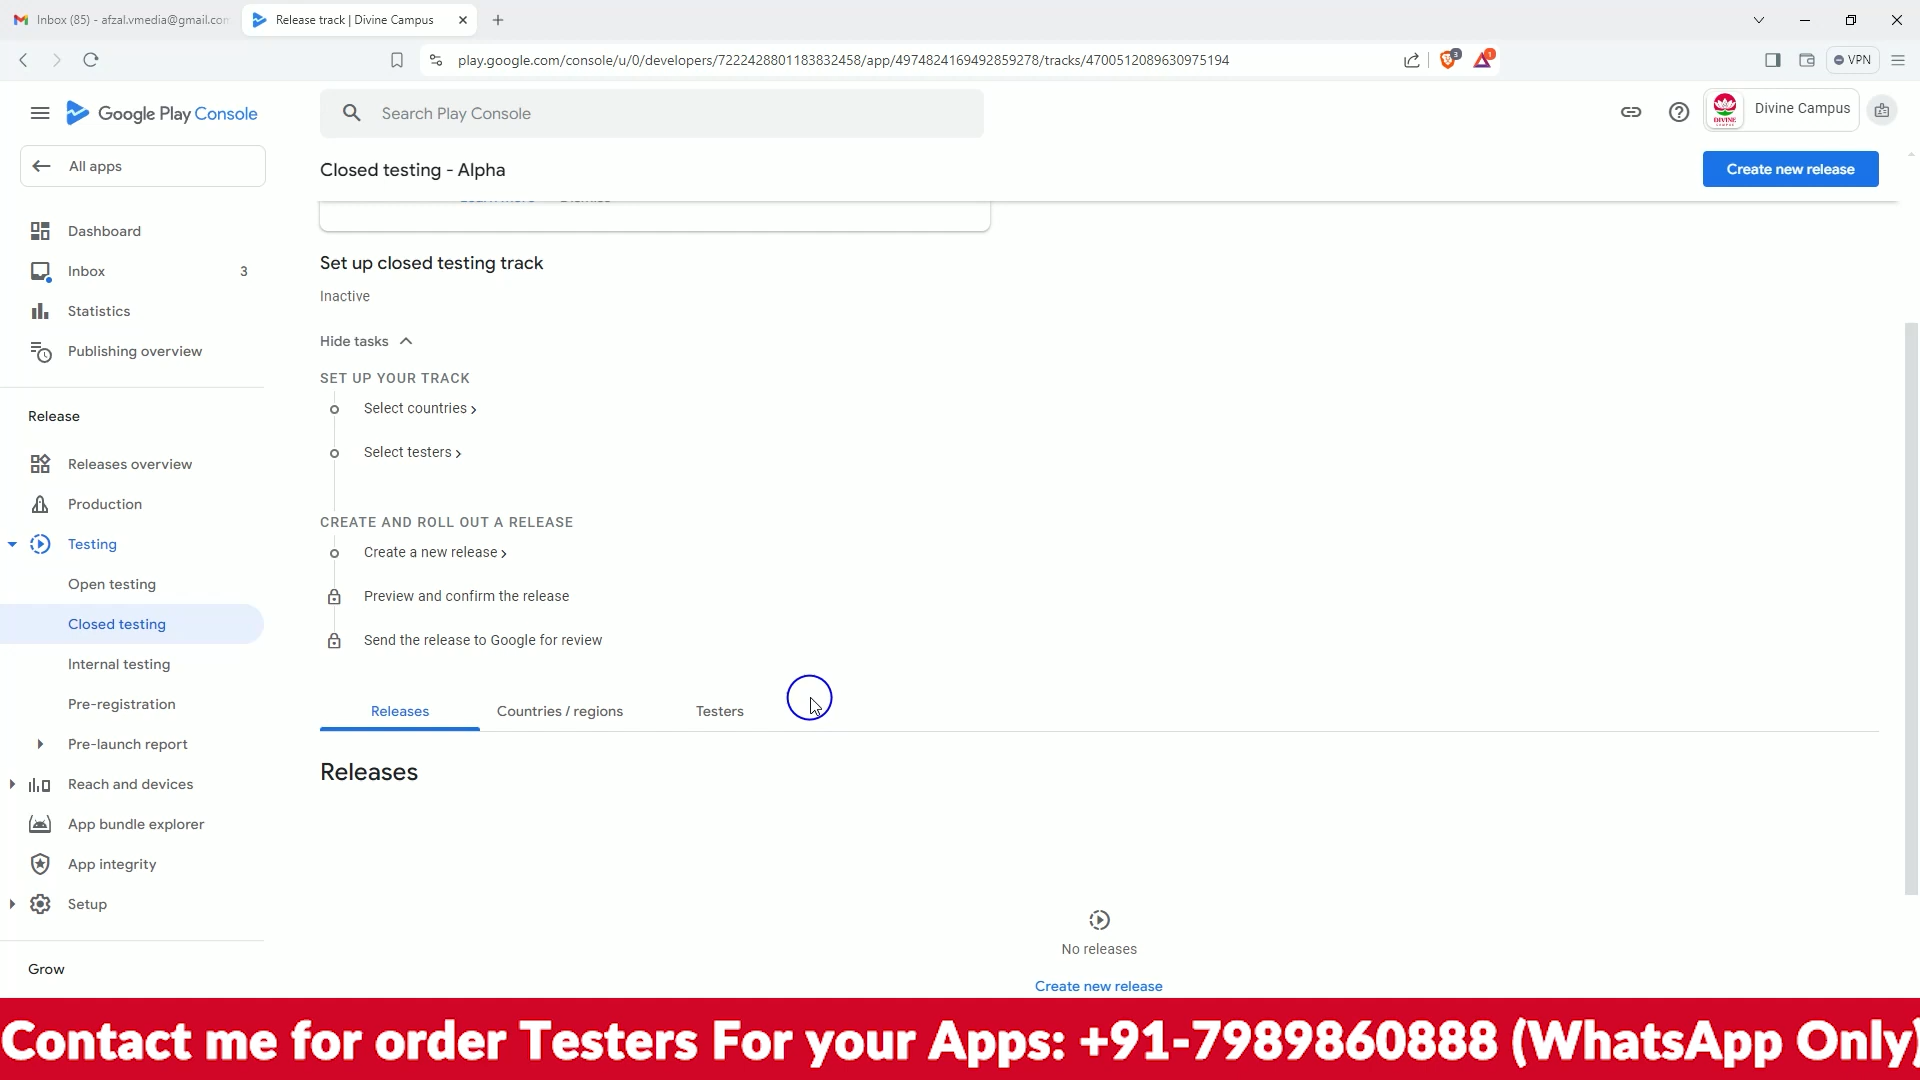 Inbox (85) - afzal.vmedia@gmail.com
Release track | Divine Campus
play.google.com/console/u/0/developers/7222428801183832458/app/4974824169492859278/tracks/4700512089630975194
3
1
VPN
Google Play Console
Search Play Console
DIVINE
Divine Campus
All apps
Closed testing - Alpha
Create new release
Dashboard
Inbox 3
Statistics
Publishing overview
Release
Releases overview
Production
Testing
Open testing
Closed testing
Internal testing
Pre-registration
Pre-launch report
Reach and devices
App bundle explorer
App integrity
Setup
Grow
Learn more Dismiss
Set up closed testing track
Inactive
Hide tasks
SET UP YOUR TRACK
Select countries
Select testers
CREATE AND ROLL OUT A RELEASE
Create a new release
Preview and confirm the release
Send the release to Google for review
Releases Countries / regions Testers
Releases
No releases
Create new release
Contact me for order Testers For your Apps: +91-7989860888 (WhatsApp Only)